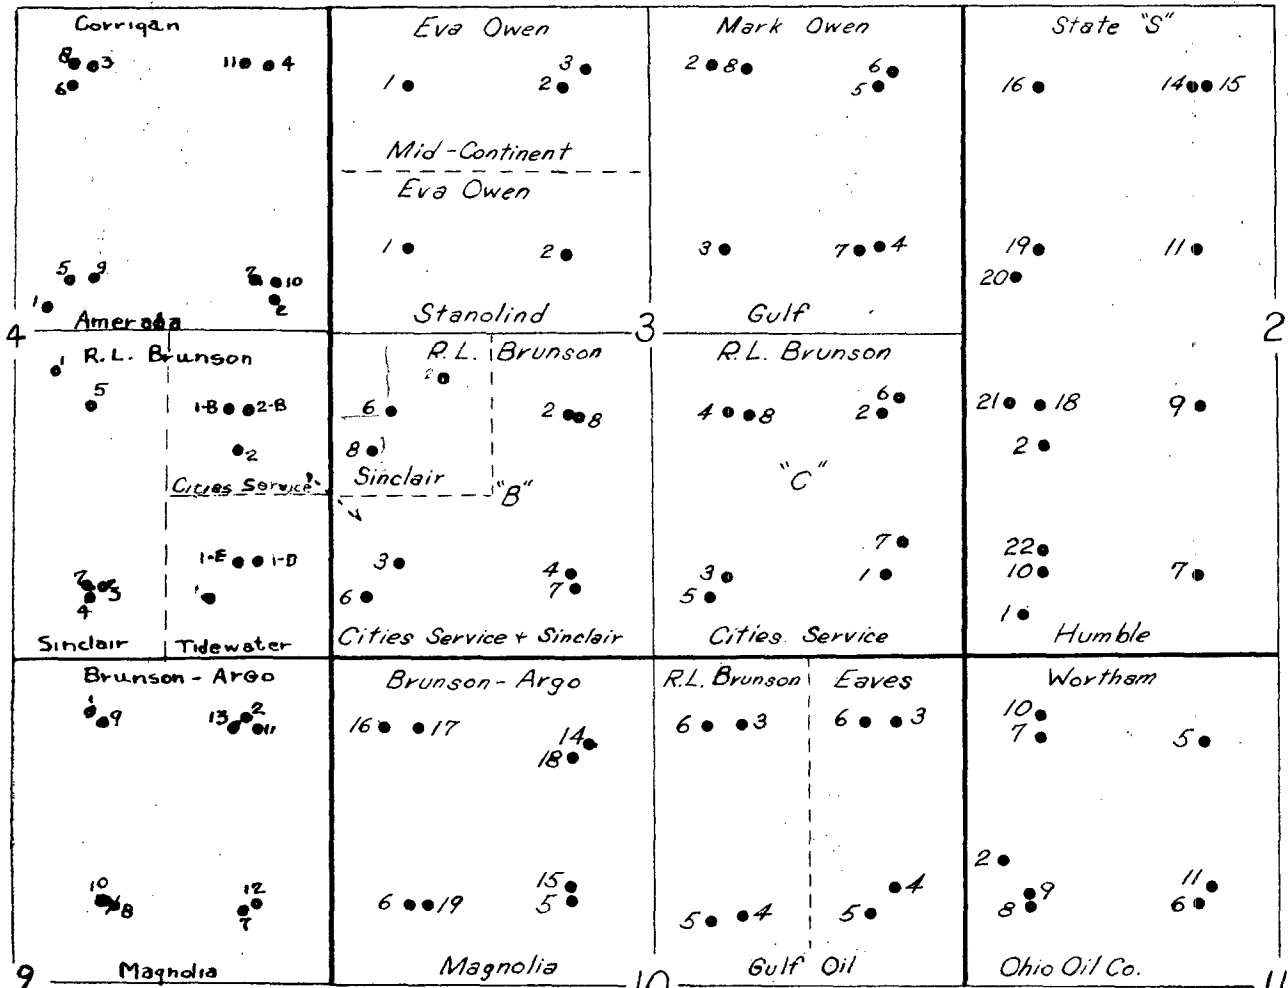 Corrigan
8 3 11 4
6
5 9 7 10
1 2
Amerada
Eva Owen
1 2 3
Mid-Continent
Eva Owen
1 2
Stanolind
Mark Owen
2 8 6
5
3 7 4
Gulf
State "S"
16 14 15
19 11
20
4 3 2
R.L. Brunson
1
5
1-B 2-B
2
Cities Service
1-E 1-D
1
4
Sinclair Tidewater
R.L. Brunson
2
6 2 8
8
Sinclair "B"
3 4
6 7
Cities Service + Sinclair
R.L. Brunson
4 8 6
2
"C"
7
3 1
5
Cities Service
21 18 9
2
22
10 7
1
Humble
Brunson-Argo
1 9 13 2 11
10 8 12
7
Magnolia
Brunson-Argo
16 17 14
18
15
6 19 5
Magnolia
R.L. Brunson Eaves
6 3 6 3
5 4 5 4
Gulf Oil
Wortham
10
7 5
2
9 11
8 6
Ohio Oil Co.
9 10 11